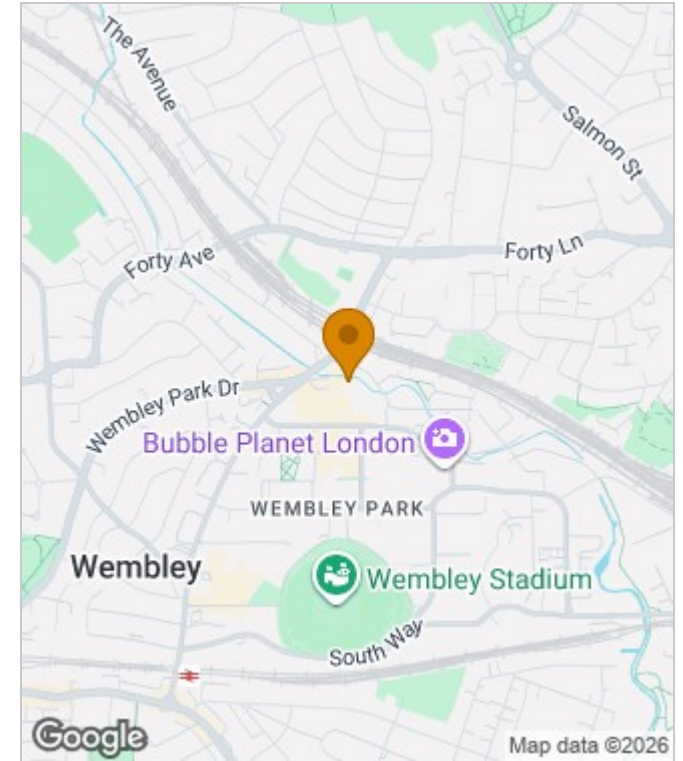 The Avenue
Salmon St
Forty Ave
Forty Ln
Wembley Park Dr
Bubble Planet London
WEMBLEY PARK
Wembley
Wembley Stadium
South Way
Google
Map data ©2026